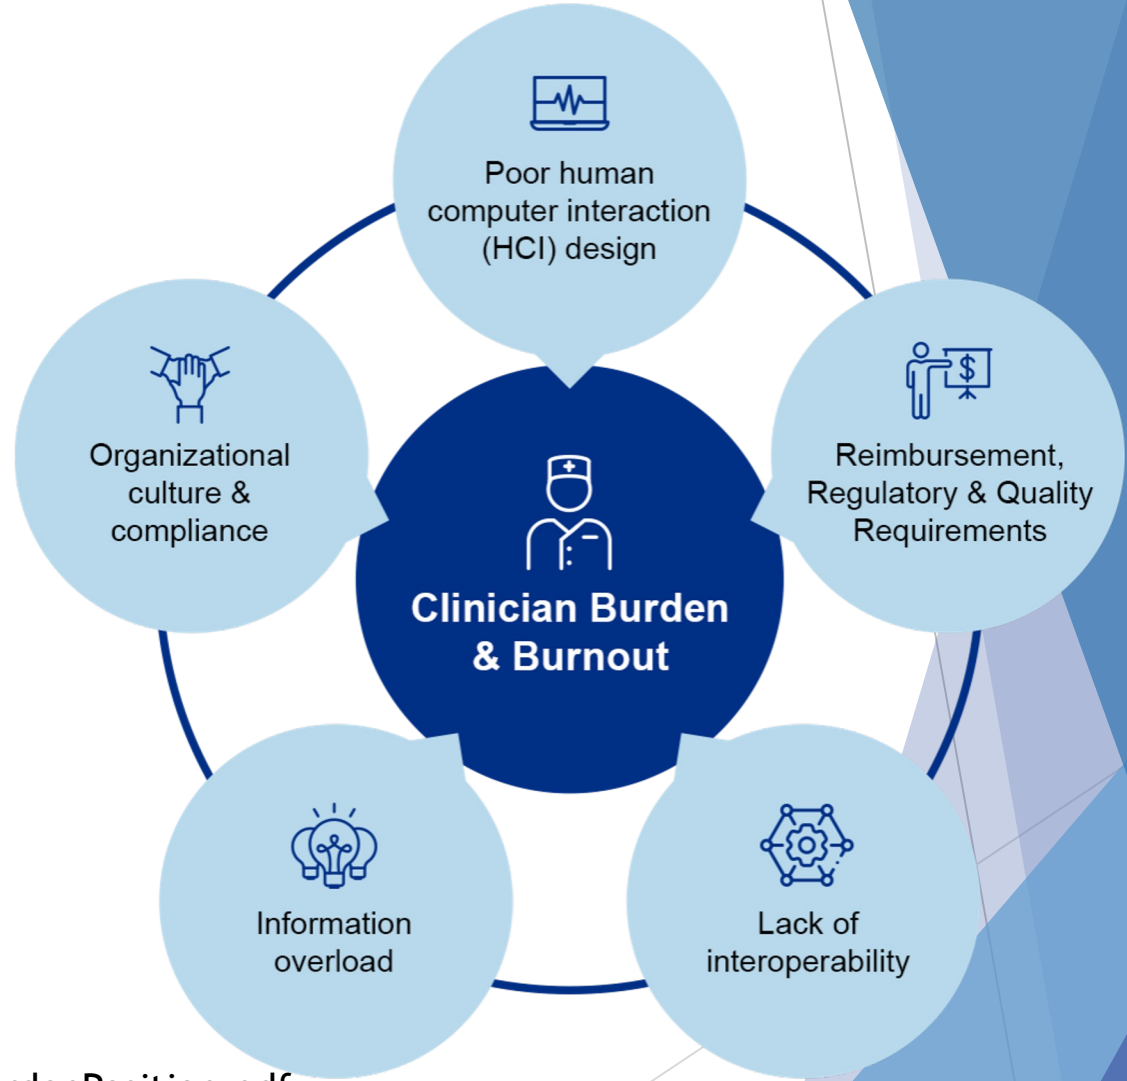 Poor human
computer interaction
(HCI) design
$
Reimbursement,
Regulatory & Quality
Requirements
Organizational
culture &
compliance
Clinician Burden
& Burnout
Information
overload
Lack of
interoperability